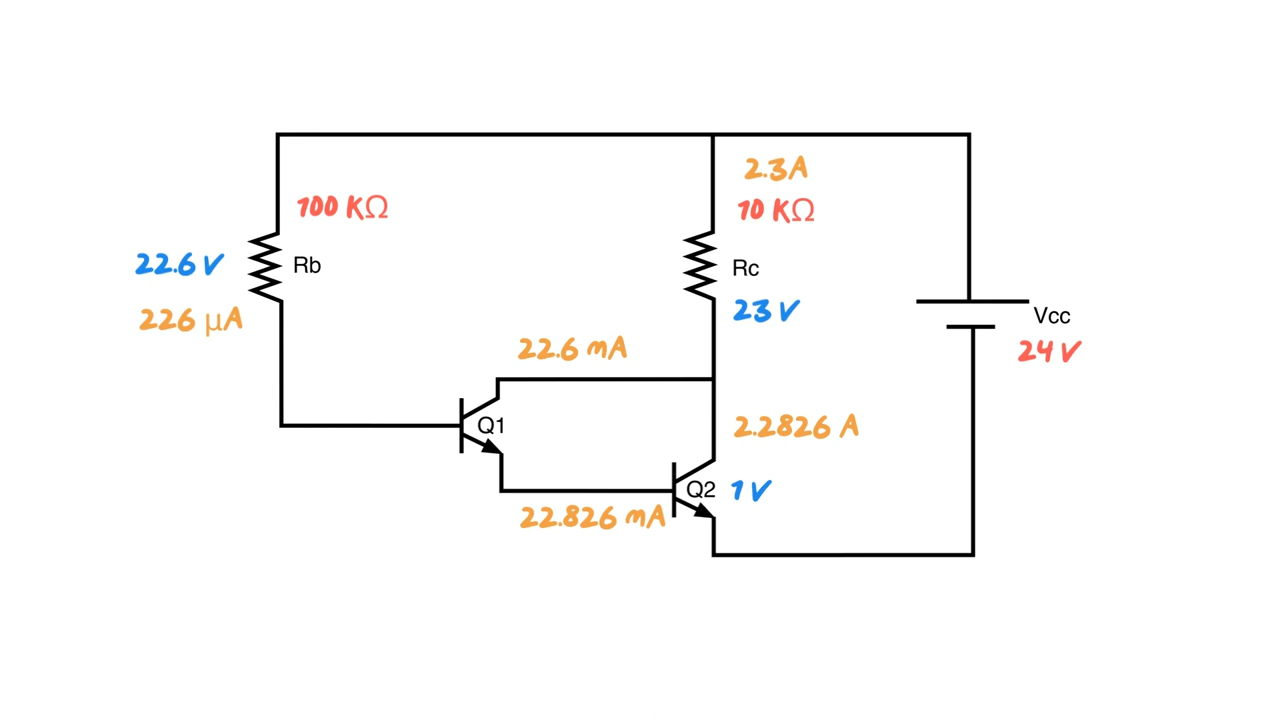 2.3A
100 KΩ
10 KΩ
22.6 V
Rb
Rc
226 µA
23 V
Vcc
22.6 mA
24 V
Q1
2.2826 A
Q2
1 V
22.826 mA